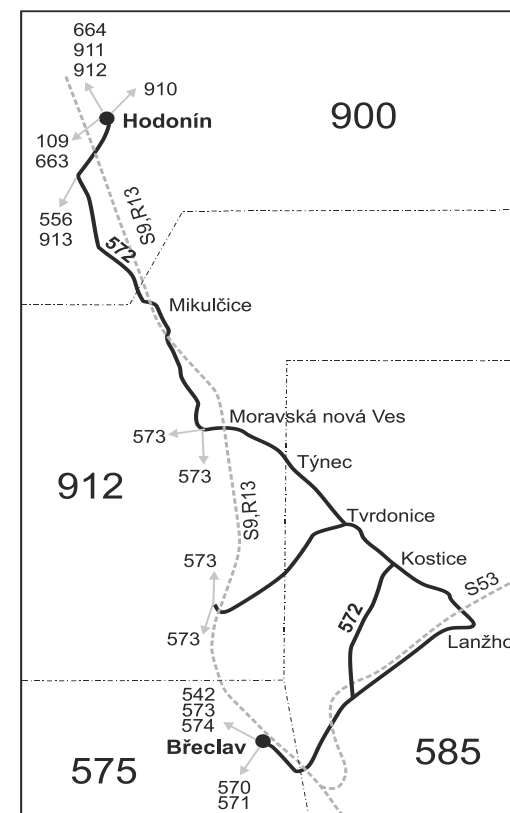 664
911
912
910
Hodonín
900
109
663
556
913
S9,R13
572
Mikulčice
Moravská nová Ves
573
573
Týnec
912
S9,R13
Tvrdonice
573
Kostice
S53
572
573
Lanžho
542
573
574
Břeclav
585
575
570
571